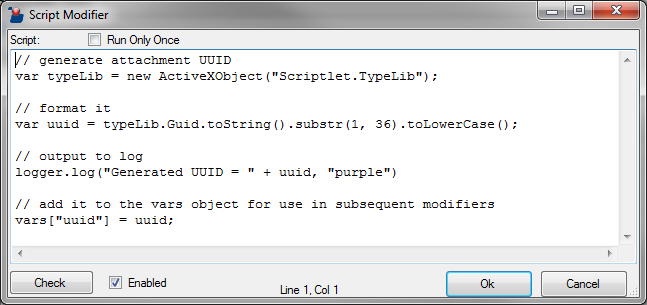 Script Modifier
Script: Run Only Once
// generate attachment UUID
var typeLib = new ActiveXObject("Scriptlet.TypeLib");
// format it
var uuid = typeLib.Guid.toString().substr(1, 36).toLowerCase();
// output to log
logger.log("Generated UUID = " + uuid, "purple")
// add it to the vars object for use in subsequent modifiers
vars["uuid"] = uuid;
Check Enabled Line 1, Col 1 Ok Cancel